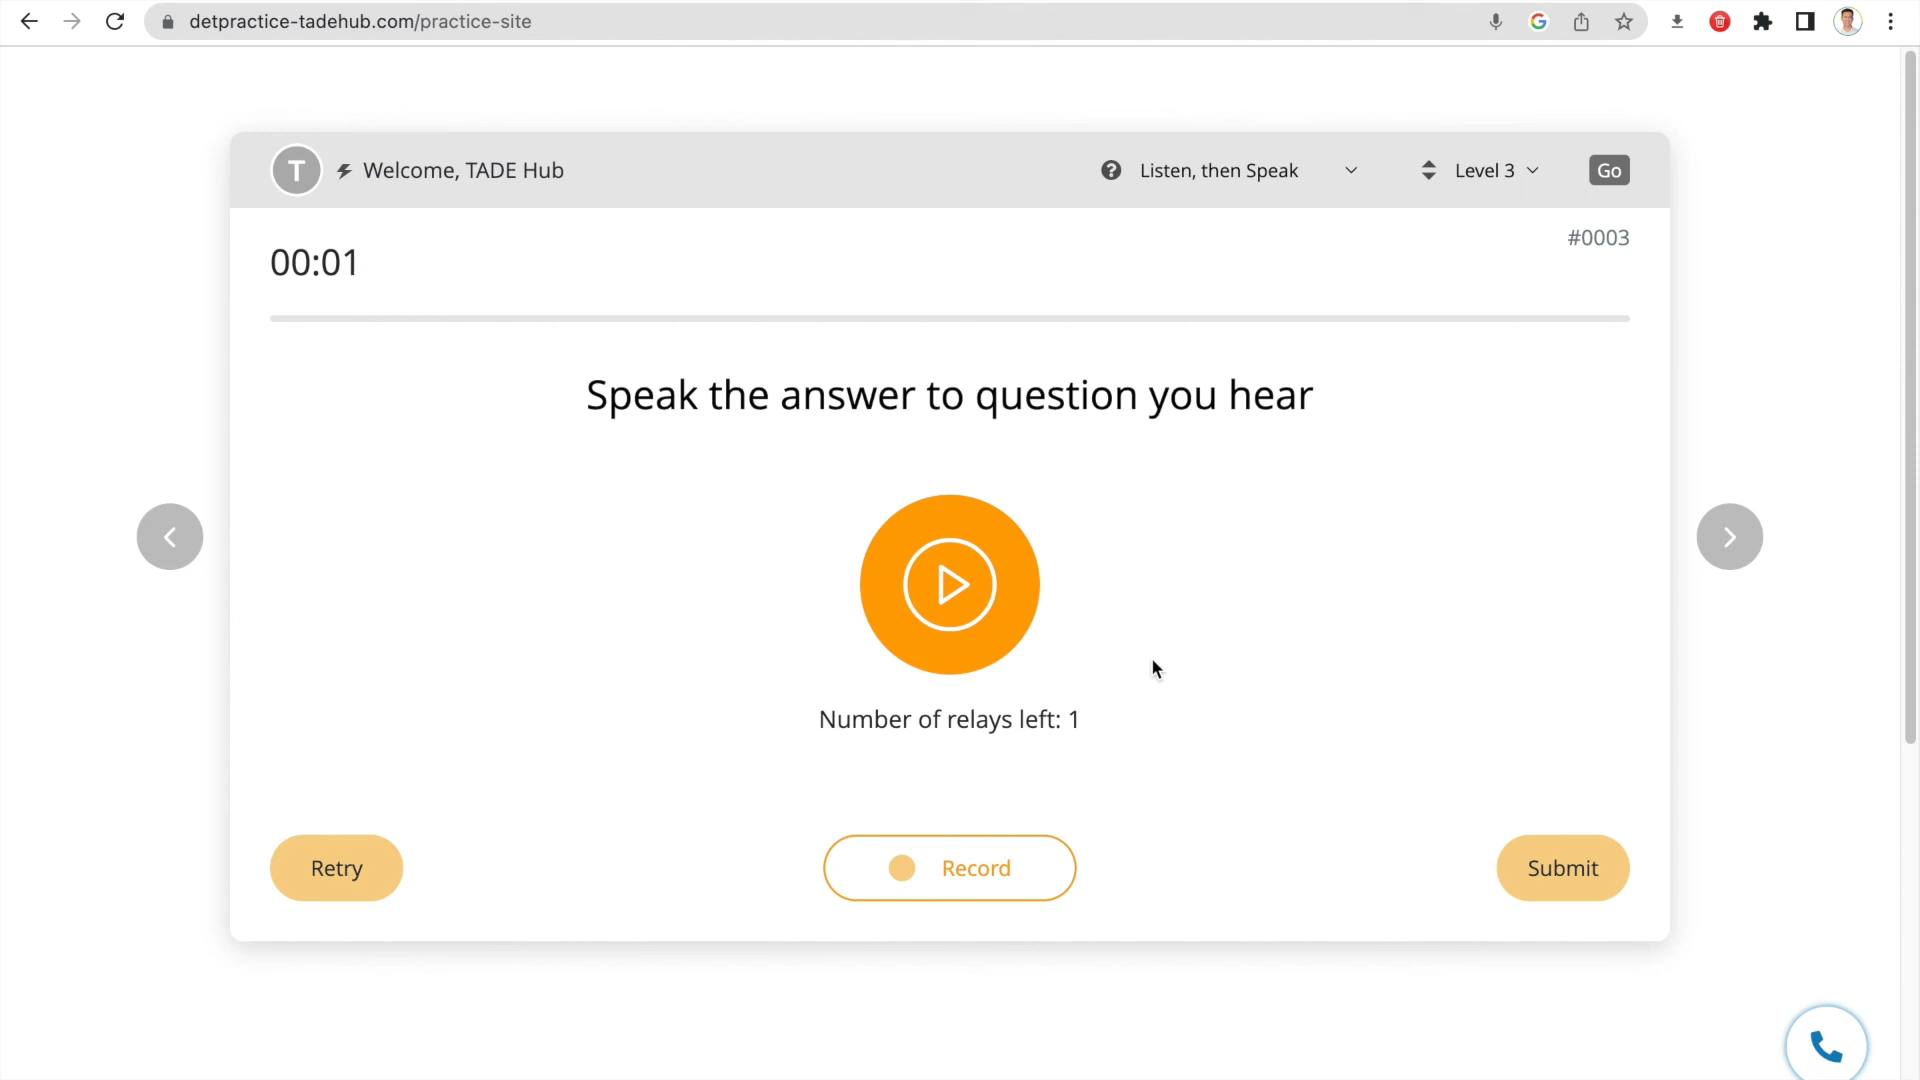 detpractice-tadehub.com/practice-site
T
Welcome, TADE Hub
Listen, then Speak
Level 3
Go
00:01
#0003
Speak the answer to question you hear
Number of relays left: 1
Retry
Record
Submit